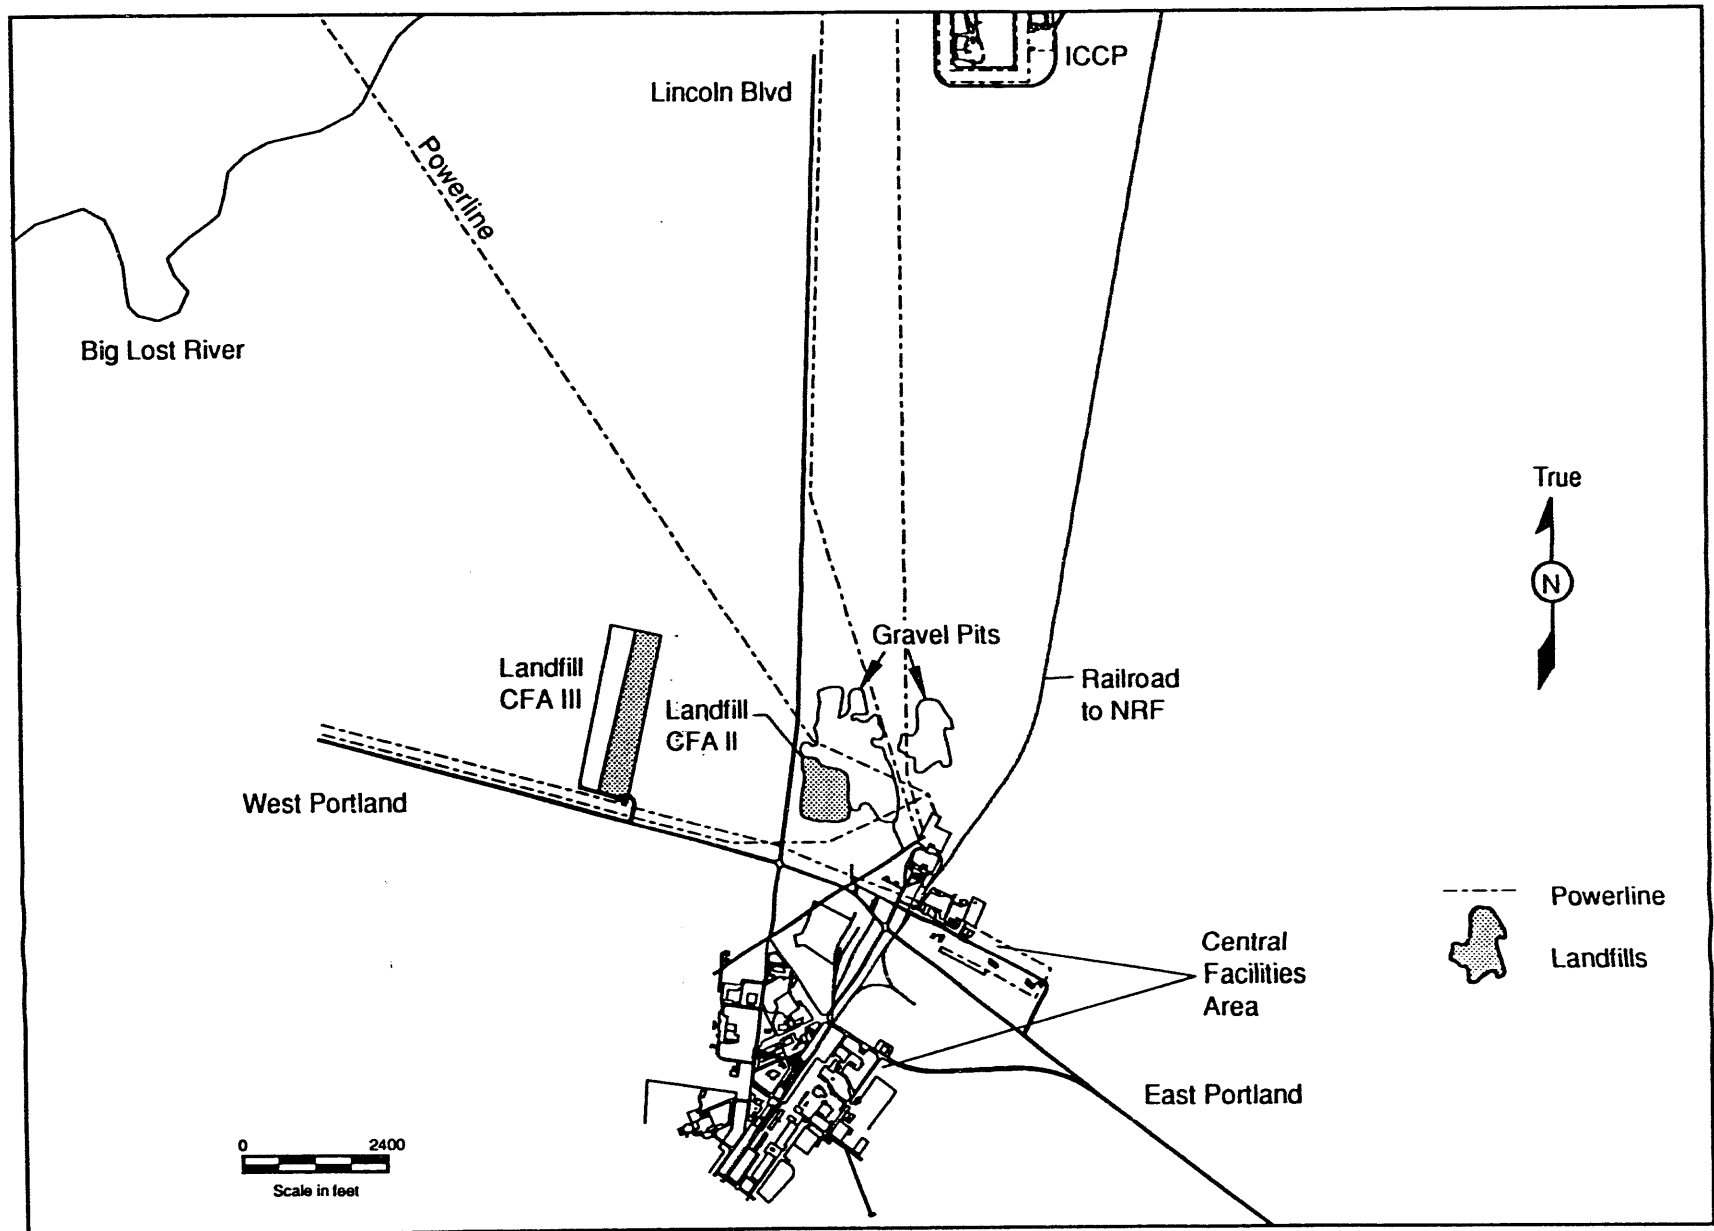 ICCP
Lincoln Blvd
Powerline
Big Lost River
True
N
Gravel Pits
Landfill
CFA III
Railroad
to NRF
Landfill
CFA II
West Portland
Powerline
Central
Facilities
Area
Landfills
East Portland
0 2400
Scale in feet